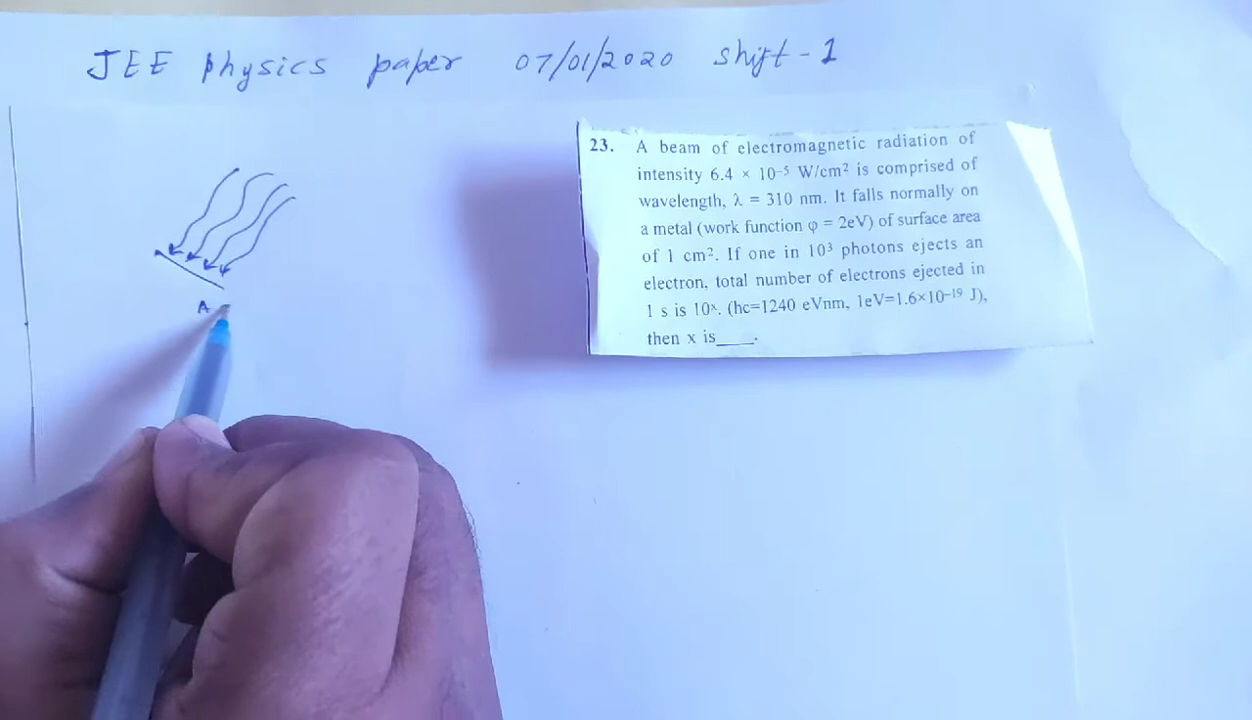 JEE physics paper 07/01/2020 shift-1
23. A beam of electromagnetic radiation of
intensity 6.4 × 10⁻⁵ W/cm² is comprised of
wavelength, λ = 310 nm. It falls normally on
a metal (work function φ = 2eV) of surface area
of 1 cm². If one in 10³ photons ejects an
electron, total number of electrons ejected in
1 s is 10ˣ. (hc=1240 eVnm, 1eV=1.6×10⁻¹⁹ J),
then x is____.
A